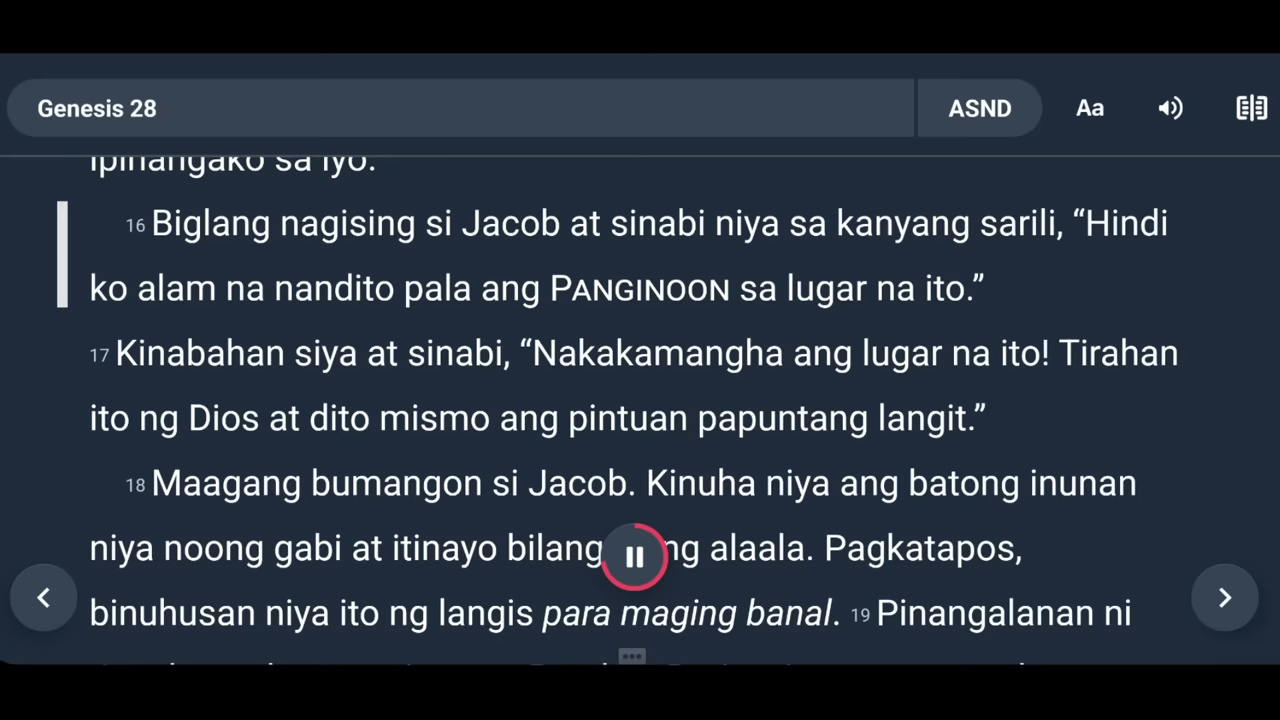 Genesis 28
ASND
Aa
ipinangako sa iyo.
16 Biglang nagising si Jacob at sinabi niya sa kanyang sarili, “Hindi
ko alam na nandito pala ang PANGINOON sa lugar na ito.”
17 Kinabahan siya at sinabi, “Nakakamangha ang lugar na ito! Tirahan
ito ng Dios at dito mismo ang pintuan papuntang langit.”
18 Maagang bumangon si Jacob. Kinuha niya ang batong inunan
niya noong gabi at itinayo bilang ng alaala. Pagkatapos,
binuhusan niya ito ng langis para maging banal. 19 Pinangalanan ni